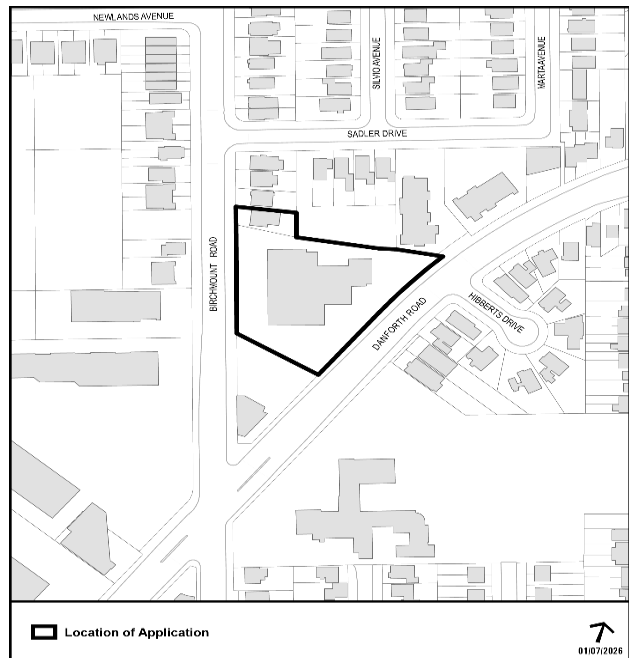 NEWLANDS AVENUE
SILVIO AVENUE
MARTA AVENUE
SADLER DRIVE
BIRCHMOUNT ROAD
DANFORTH ROAD
HIBBERTS DRIVE
Location of Application
01/07/2026